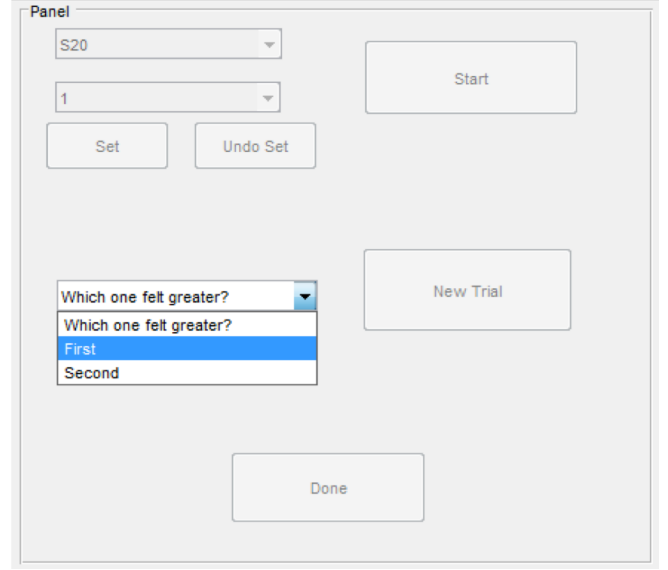 Panel
S20
Start
1
Set
Undo Set
Which one felt greater?
New Trial
Which one felt greater?
First
Second
Done